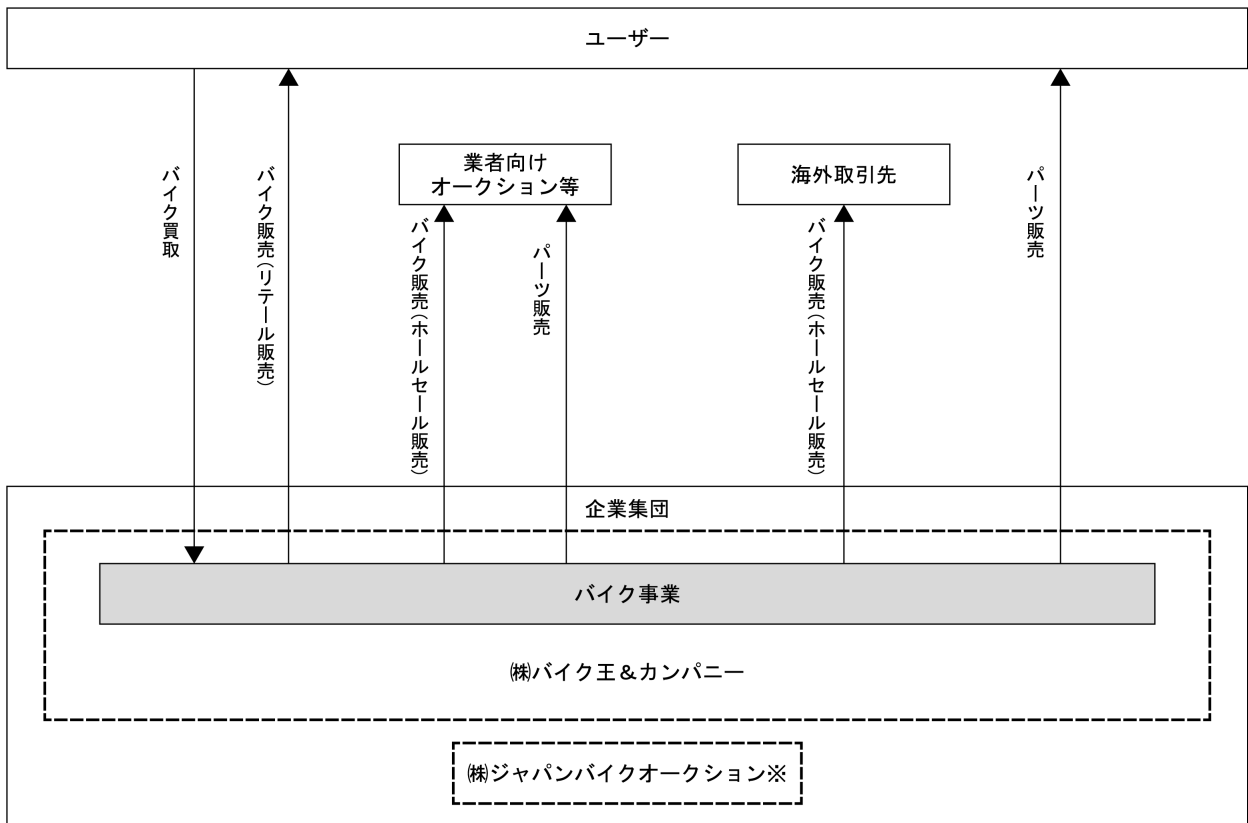 ユーザー
バイク買取
バイク販売(リテール販売)
業者向け
オークション等
バイク販売(ホールセール販売)
パーツ販売
海外取引先
バイク販売(ホールセール販売)
パーツ販売
企業集団
バイク事業
㈱バイク王&カンパニー
㈱ジャパンバイクオークション※